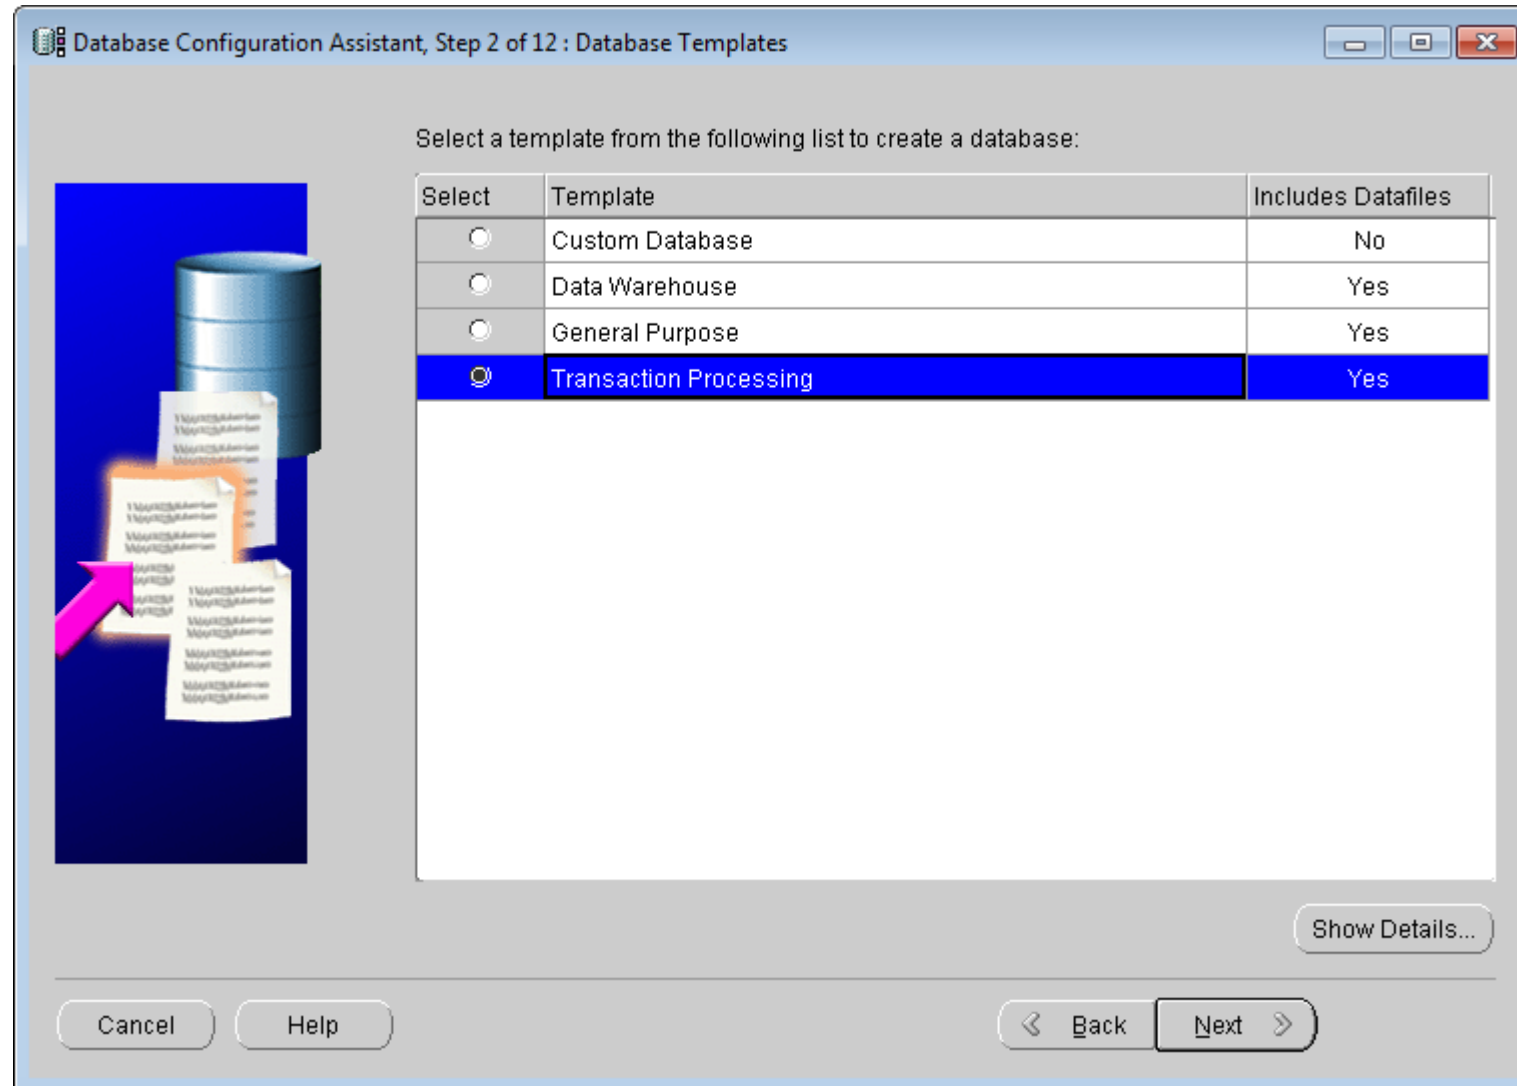 Database Configuration Assistant, Step 2 of 12 : Database Templates
Select a template from the following list to create a database:
Select Template Includes Datafiles
Custom Database No
Data Warehouse Yes
General Purpose Yes
Transaction Processing Yes
Show Details...
Cancel Help Back Next